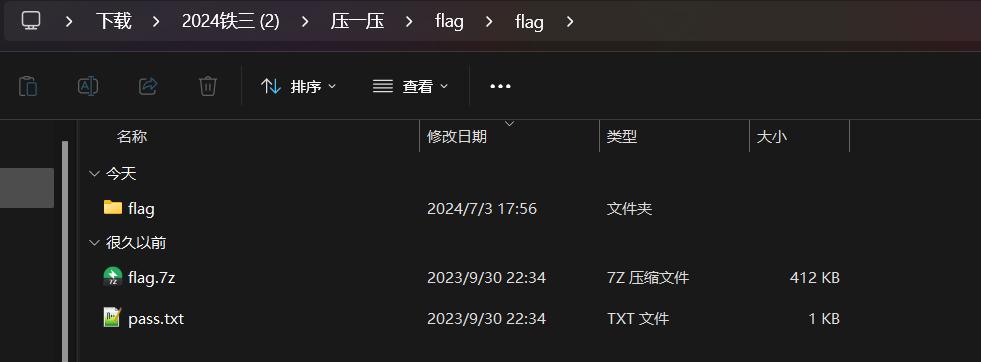 下载 2024铁三 (2) 压一压 flag flag
排序 查看
名称 修改日期 类型 大小
今天
flag 2024/7/3 17:56 文件夹
很久以前
flag.7z 2023/9/30 22:34 7Z 压缩文件 412 KB
pass.txt 2023/9/30 22:34 TXT 文件 1 KB